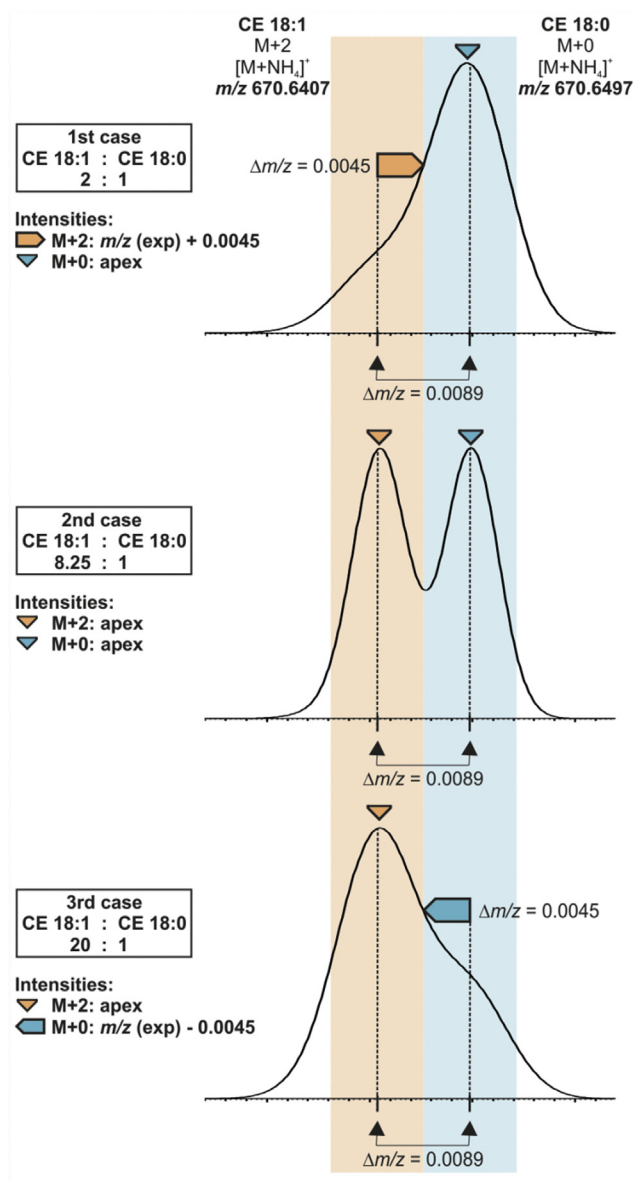 CE 18:1
M+2
[M+NH₄]⁺
m/z 670.6407
CE 18:0
M+0
[M+NH₄]⁺
m/z 670.6497
1st case
CE 18:1 : CE 18:0
2 : 1
Intensities:
M+2: m/z (exp) + 0.0045
M+0: apex
Δm/z = 0.0045
Δm/z = 0.0089
2nd case
CE 18:1 : CE 18:0
8.25 : 1
Intensities:
M+2: apex
M+0: apex
Δm/z = 0.0089
3rd case
CE 18:1 : CE 18:0
20 : 1
Intensities:
M+2: apex
M+0: m/z (exp) - 0.0045
Δm/z = 0.0045
Δm/z = 0.0089